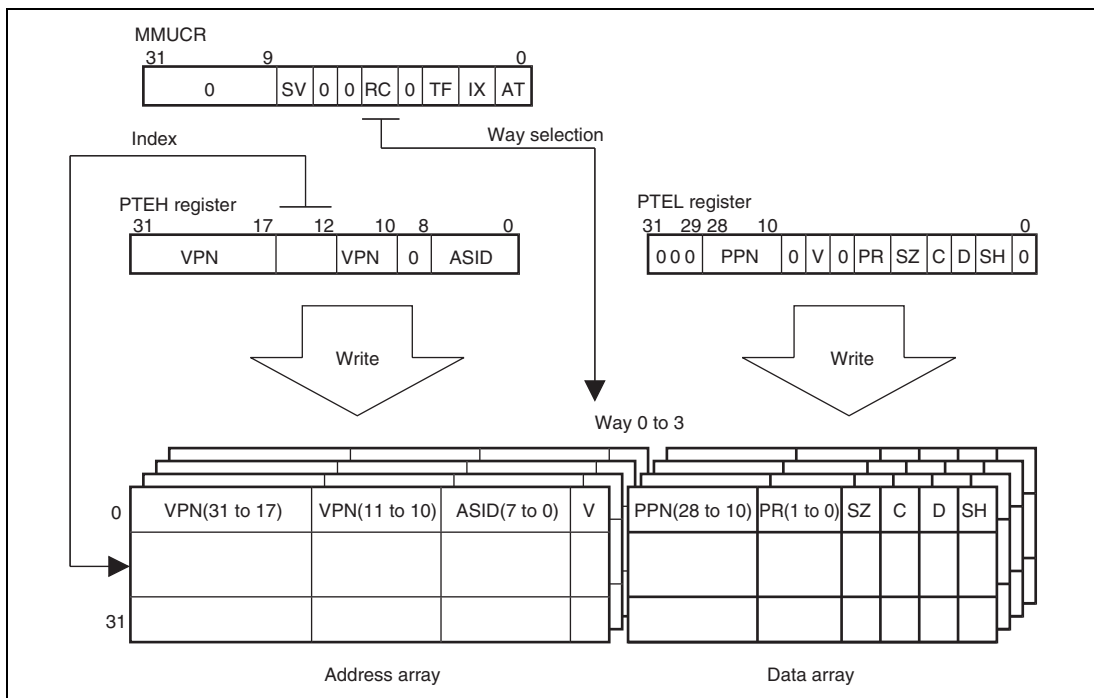 MMUCR
31 9 0
0 SV 0 0 RC 0 TF IX AT
Index
Way selection
PTEH register
31 17 12 10 8 0
VPN VPN 0 ASID
PTEL register
31 29 28 10 0
0 0 0 PPN 0 V 0 PR SZ C D SH 0
Write
Write
Way 0 to 3
0 VPN(31 to 17) VPN(11 to 10) ASID(7 to 0) V PPN(28 to 10) PR(1 to 0) SZ C D SH
31
Address array
Data array